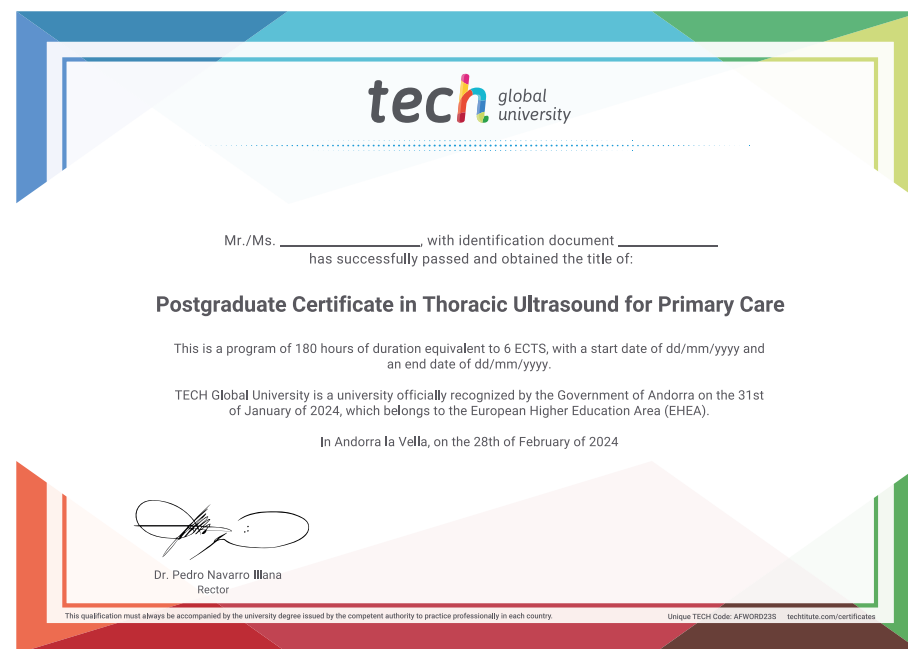 tech global university
Mr./Ms. ____________________, with identification document ______________
has successfully passed and obtained the title of:
Postgraduate Certificate in Thoracic Ultrasound for Primary Care
This is a program of 180 hours of duration equivalent to 6 ECTS, with a start date of dd/mm/yyyy and
an end date of dd/mm/yyyy.
TECH Global University is a university officially recognized by the Government of Andorra on the 31st
of January of 2024, which belongs to the European Higher Education Area (EHEA).
In Andorra la Vella, on the 28th of February of 2024
Dr. Pedro Navarro Illana
Rector
This qualification must always be accompanied by the university degree issued by the competent authority to practice professionally in each country.
Unique TECH Code: AFWORD23S techtitute.com/certificates